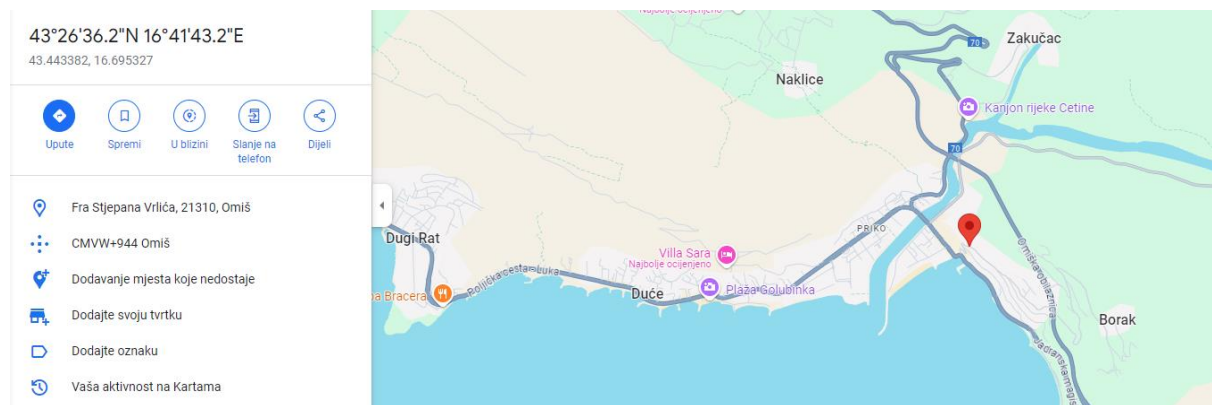 43°26'36.2"N 16°41'43.2"E
43.443382, 16.695327
Upute
Spremi
U blizini
Slanje na
telefon
Dijeli
Fra Stjepana Vrlića, 21310, Omiš
CMVW+944 Omiš
Dodavanje mjesta koje nedostaje
Dodajte svoju tvrtku
Dodajte oznaku
Vaša aktivnost na Kartama
Najbolje ocijenjeno
70
Zakučac
Naklice
Kanjon rijeke Cetine
70
PRIKO
Dugi Rat
Villa Sara
Najbolje ocijenjeno
Poljička cesta-Luka
Duće
Plaža Golubinka
Bracera
Omiška obilaznica
Borak